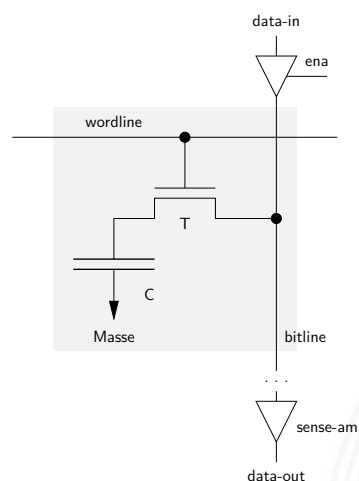 data-in
ena
wordline
T
C
Masse
bitline
. . .
sense-am
data-out